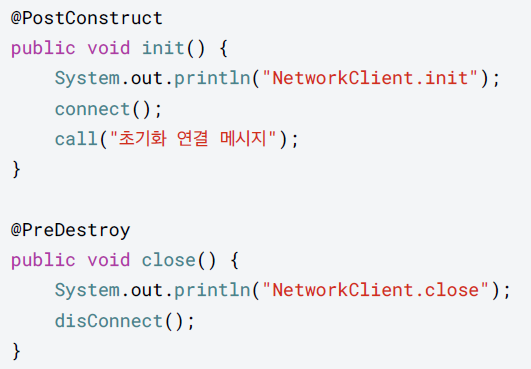 @PostConstruct
public void init() {
    System.out.println("NetworkClient.init");
    connect();
    call("초기화 연결 메시지");
}

@PreDestroy
public void close() {
    System.out.println("NetworkClient.close");
    disConnect();
}